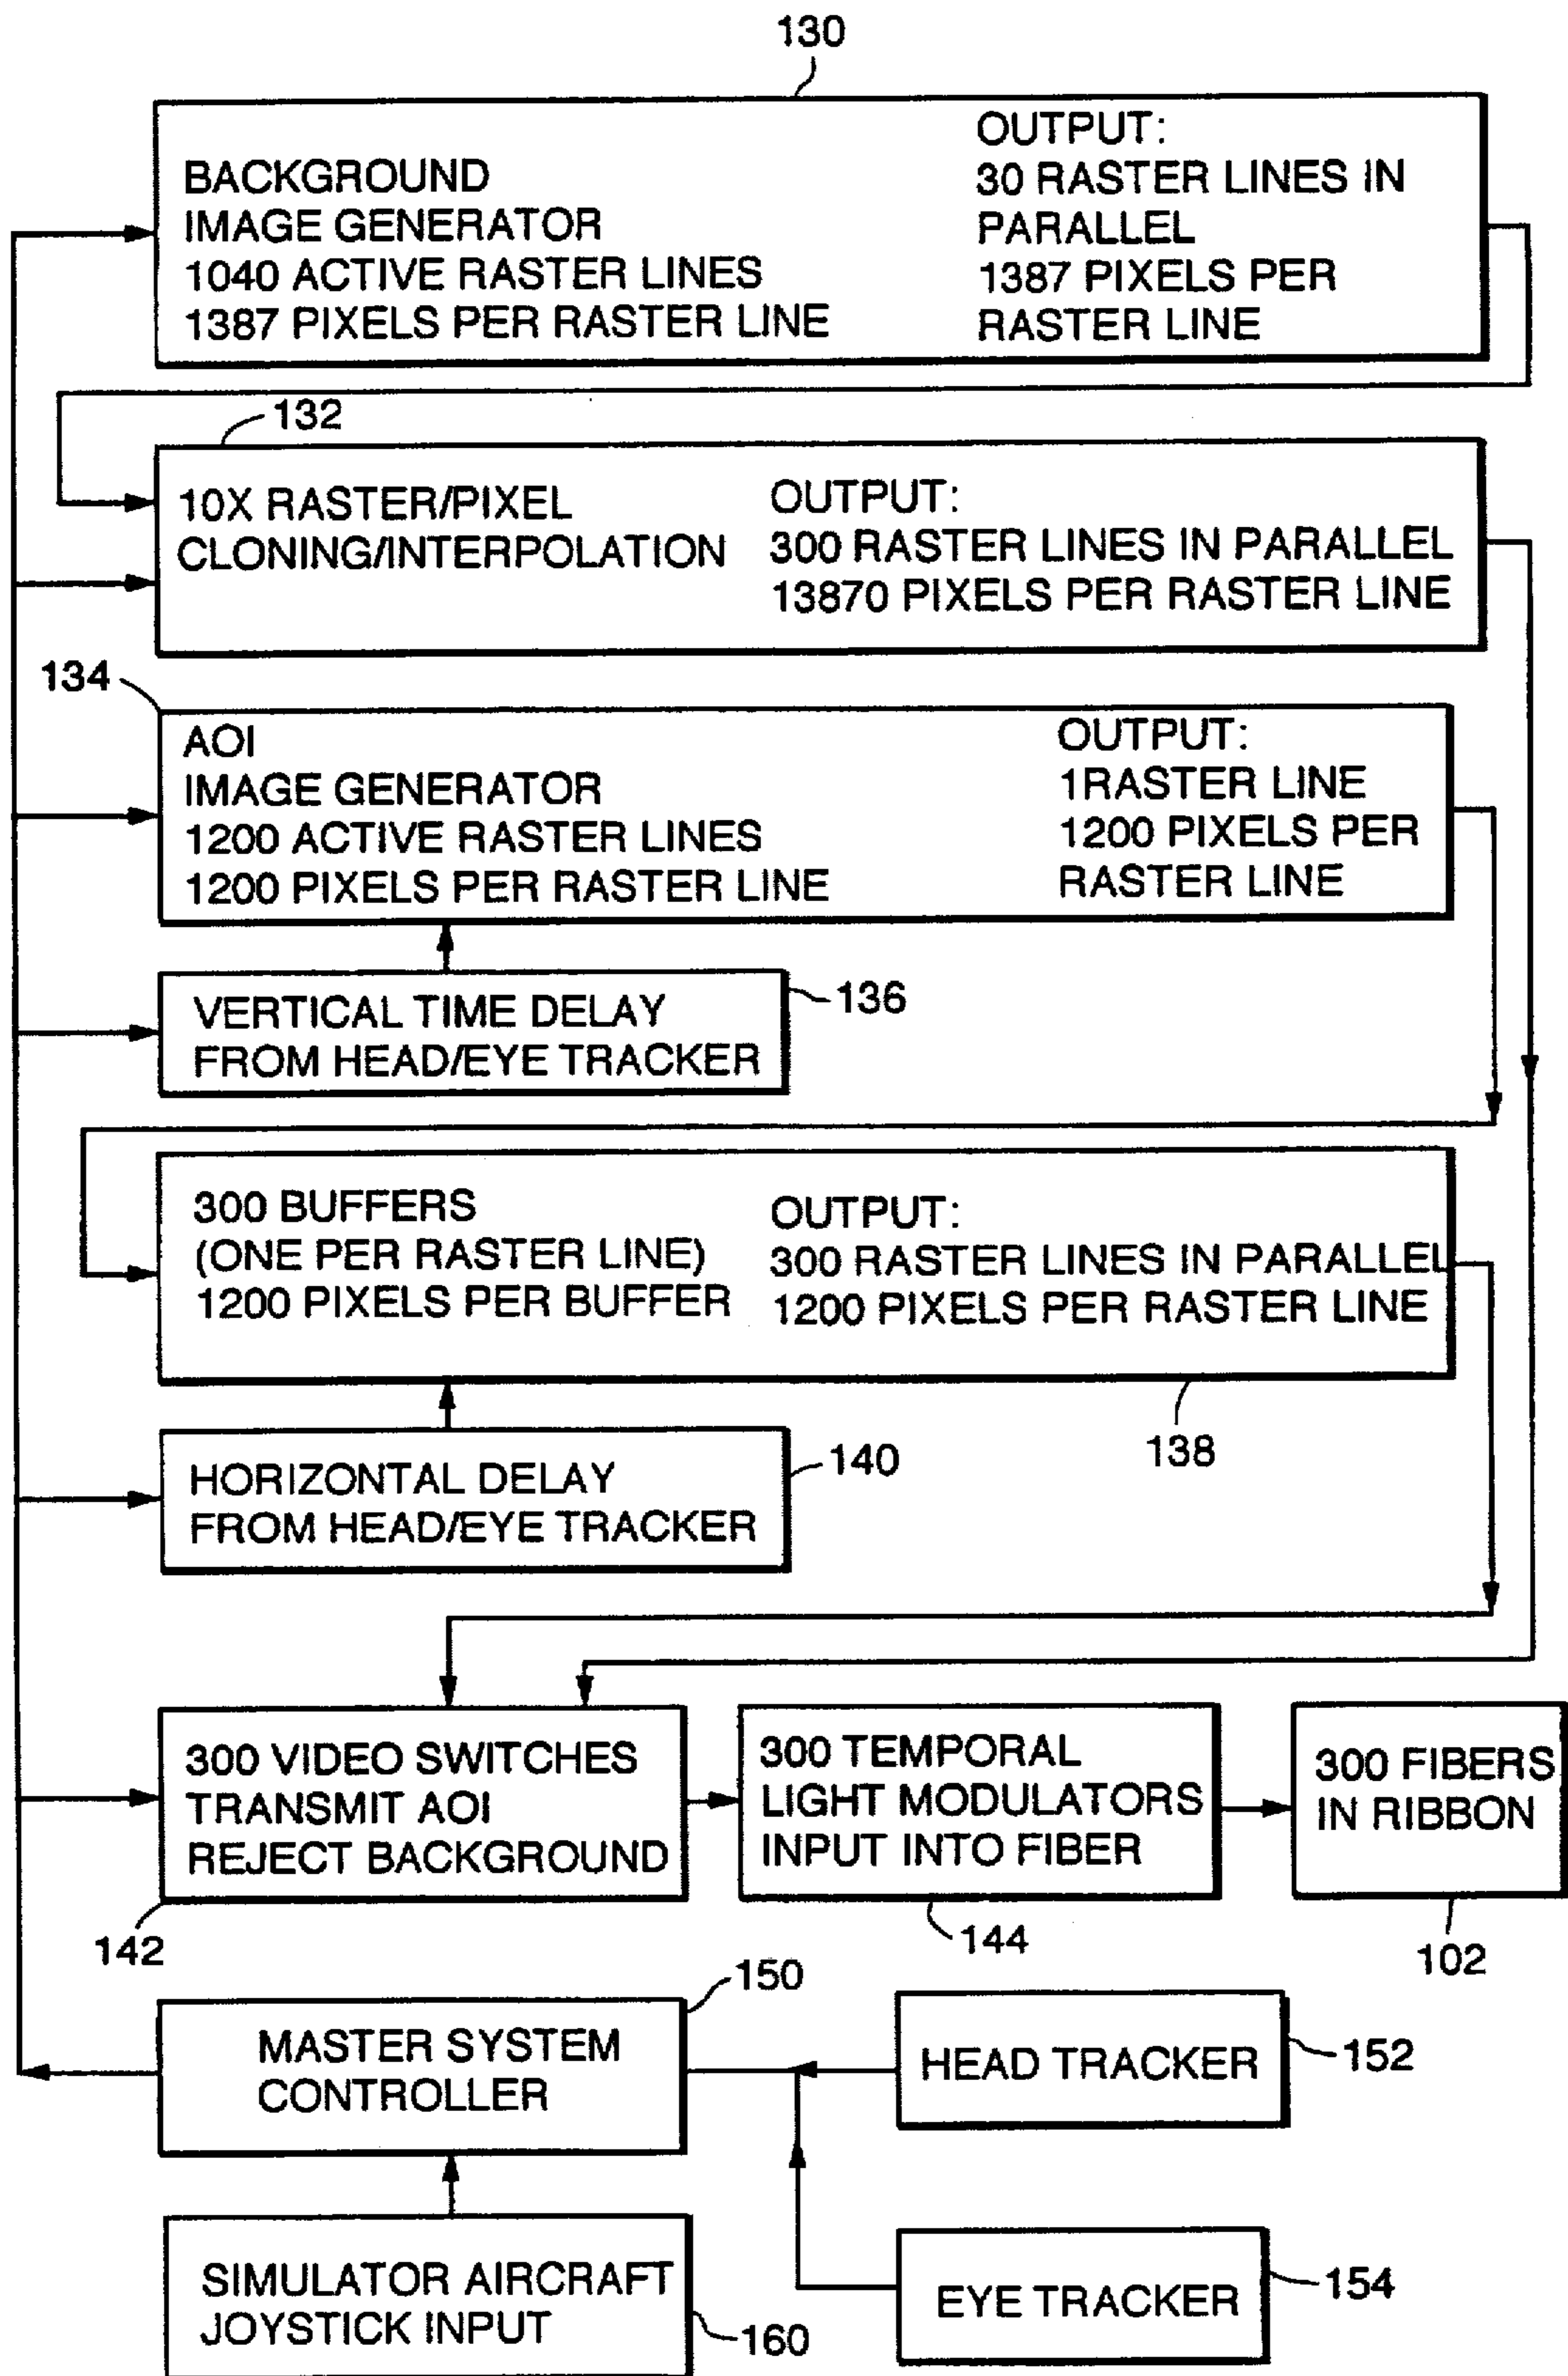 130
BACKGROUND
IMAGE GENERATOR
1040 ACTIVE RASTER LINES
1387 PIXELS PER RASTER LINE
OUTPUT:
30 RASTER LINES IN
PARALLEL
1387 PIXELS PER
RASTER LINE
132
10X RASTER/PIXEL
CLONING/INTERPOLATION
OUTPUT:
300 RASTER LINES IN PARALLEL
13870 PIXELS PER RASTER LINE
134
AOI
IMAGE GENERATOR
1200 ACTIVE RASTER LINES
1200 PIXELS PER RASTER LINE
OUTPUT:
1RASTER LINE
1200 PIXELS PER
RASTER LINE
VERTICAL TIME DELAY
FROM HEAD/EYE TRACKER
136
300 BUFFERS
(ONE PER RASTER LINE)
1200 PIXELS PER BUFFER
OUTPUT:
300 RASTER LINES IN PARALLEL
1200 PIXELS PER RASTER LINE
138
HORIZONTAL DELAY
FROM HEAD/EYE TRACKER
140
300 VIDEO SWITCHES
TRANSMIT AOI
REJECT BACKGROUND
142
300 TEMPORAL
LIGHT MODULATORS
INPUT INTO FIBER
144
300 FIBERS
IN RIBBON
102
150
MASTER SYSTEM
CONTROLLER
HEAD TRACKER
152
SIMULATOR AIRCRAFT
JOYSTICK INPUT
160
EYE TRACKER
154